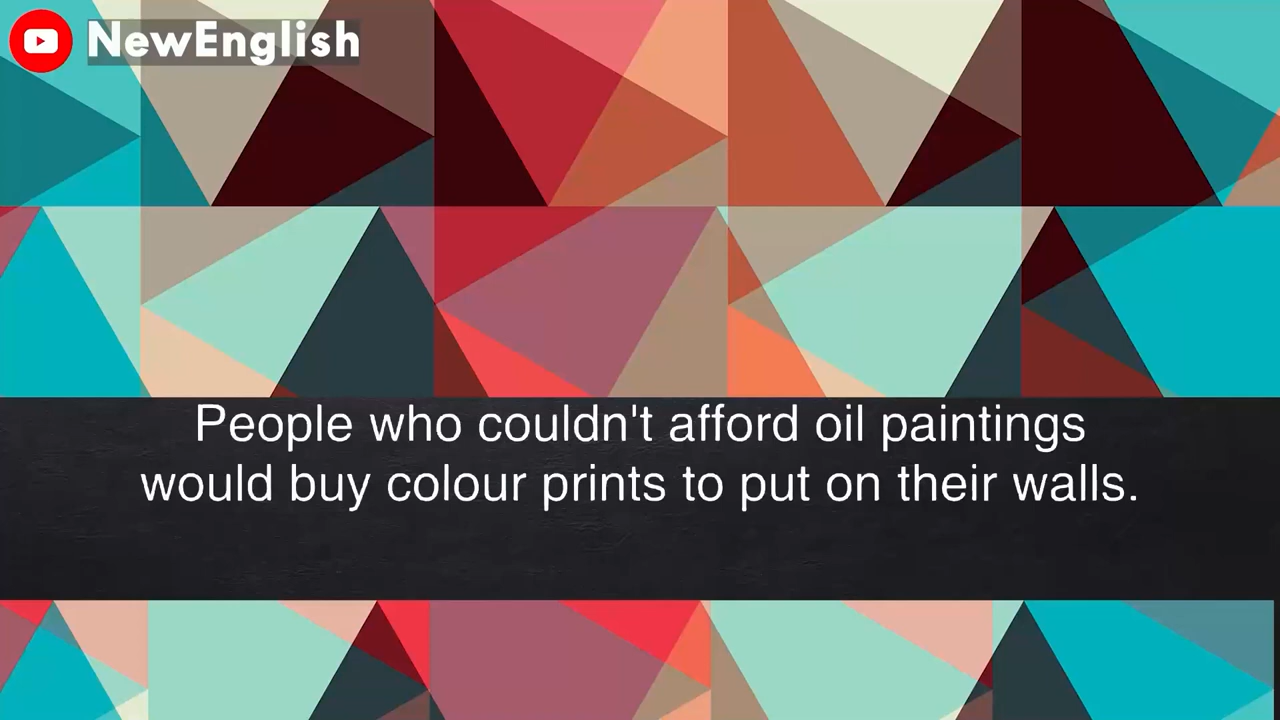 NewEnglish
People who couldn't afford oil paintings
would buy colour prints to put on their walls.